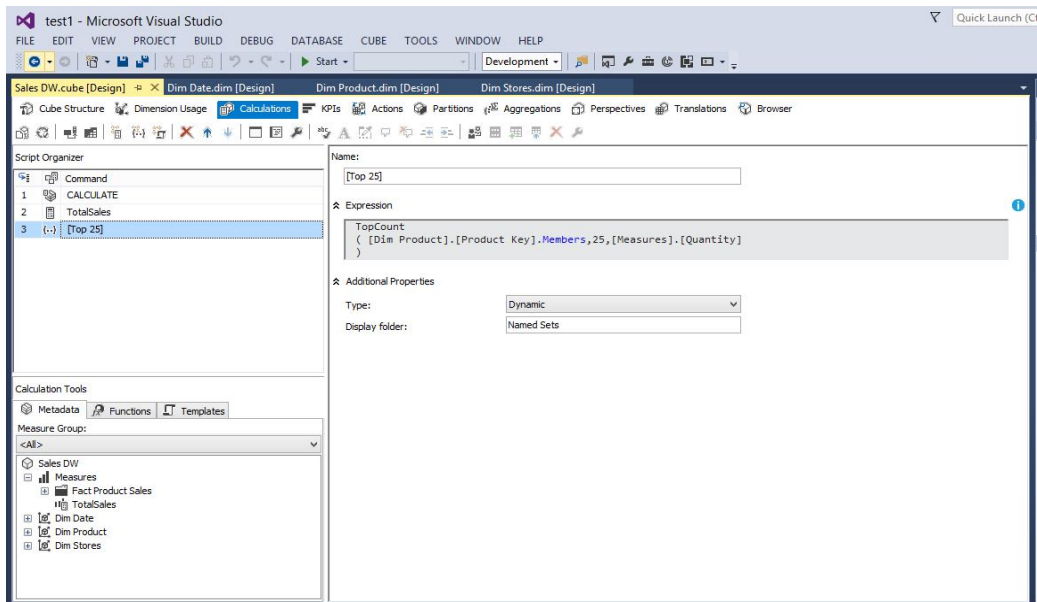 test1 - Microsoft Visual Studio
Quick Launch (Ct
FILE EDIT VIEW PROJECT BUILD DEBUG DATABASE CUBE TOOLS WINDOW HELP
Start
Development
Sales DW.cube [Design]
Dim Date.dim [Design]
Dim Product.dim [Design]
Dim Stores.dim [Design]
Cube Structure Dimension Usage Calculations KPIs Actions Partitions Aggregations Perspectives Translations Browser
Script Organizer
Command
1 CALCULATE
2 TotalSales
3 [Top 25]
Name:
[Top 25]
Expression
TopCount
( [Dim Product].[Product Key].Members,25,[Measures].[Quantity]
)
Additional Properties
Type: Dynamic
Display folder: Named Sets
Calculation Tools
Metadata Functions Templates
Measure Group:
<All>
Sales DW
Measures
Fact Product Sales
TotalSales
Dim Date
Dim Product
Dim Stores